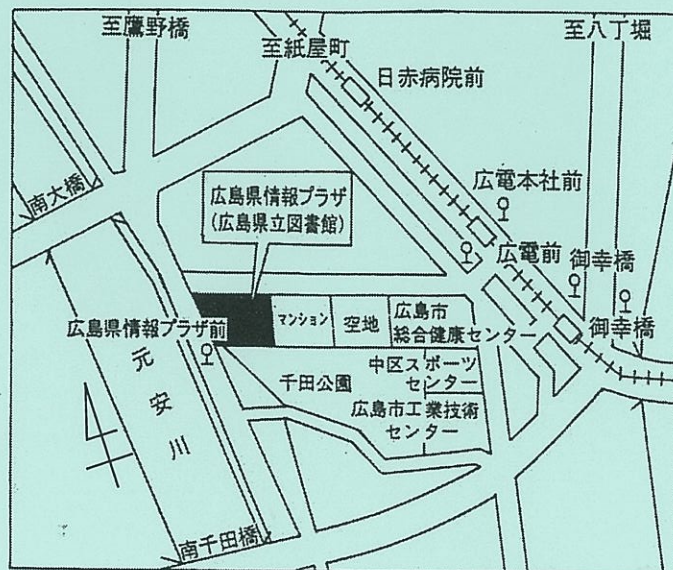 至鷹野橋
至紙屋町
至八丁堀
日赤病院前
南大橋
広島県情報プラザ
(広島県立図書館)
広電本社前
広電前
御幸橋
御幸橋
マンション
空地
広島市
総合健康センター
広島県情報プラザ前
元安川
千田公園
中区スポーツ
センター
広島市工業技術
センター
南千田橋